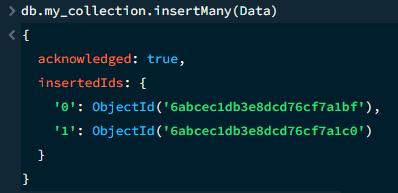 > db.my_collection.insertMany(Data)
< {
acknowledged: true,
insertedIds: {
'0': ObjectId('6abcec1db3e8dcd76cf7a1bf'),
'1': ObjectId('6abcec1db3e8dcd76cf7a1c0')
}
}